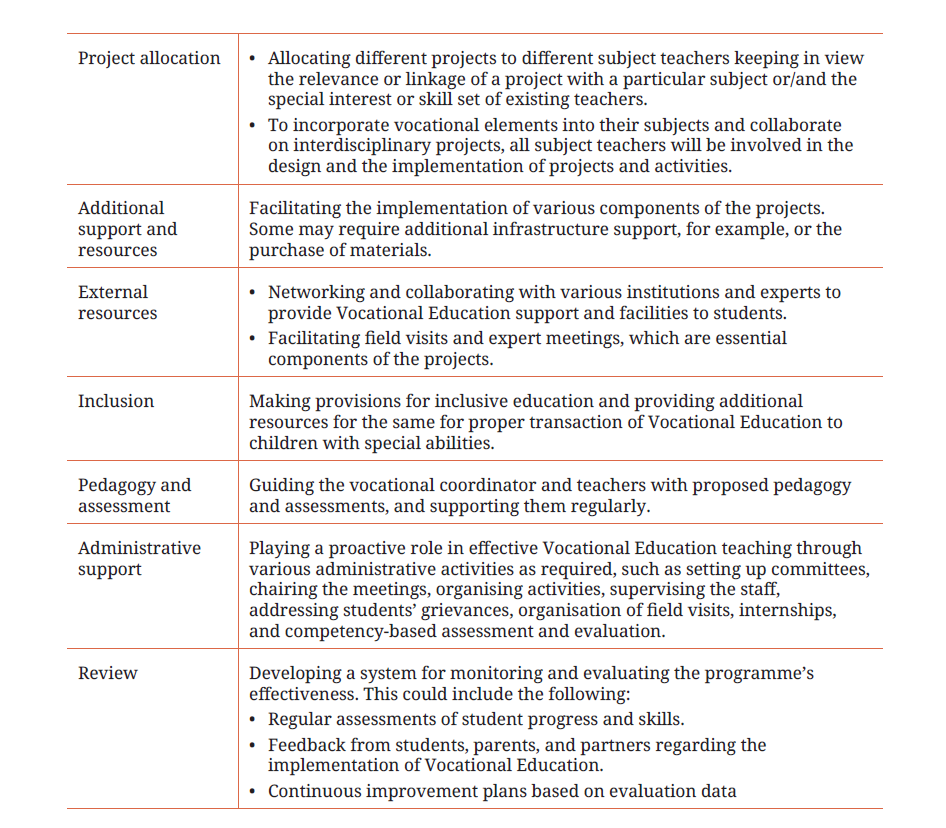 Project allocation
• Allocating different projects to different subject teachers keeping in view
the relevance or linkage of a project with a particular subject or/and the
special interest or skill set of existing teachers.
• To incorporate vocational elements into their subjects and collaborate
on interdisciplinary projects, all subject teachers will be involved in the
design and the implementation of projects and activities.
Additional
support and
resources
Facilitating the implementation of various components of the projects.
Some may require additional infrastructure support, for example, or the
purchase of materials.
External
resources
• Networking and collaborating with various institutions and experts to
provide Vocational Education support and facilities to students.
• Facilitating field visits and expert meetings, which are essential
components of the projects.
Inclusion
Making provisions for inclusive education and providing additional
resources for the same for proper transaction of Vocational Education to
children with special abilities.
Pedagogy and
assessment
Guiding the vocational coordinator and teachers with proposed pedagogy
and assessments, and supporting them regularly.
Administrative
support
Playing a proactive role in effective Vocational Education teaching through
various administrative activities as required, such as setting up committees,
chairing the meetings, organising activities, supervising the staff,
addressing students’ grievances, organisation of field visits, internships,
and competency-based assessment and evaluation.
Review
Developing a system for monitoring and evaluating the programme’s
effectiveness. This could include the following:
• Regular assessments of student progress and skills.
• Feedback from students, parents, and partners regarding the
implementation of Vocational Education.
• Continuous improvement plans based on evaluation data